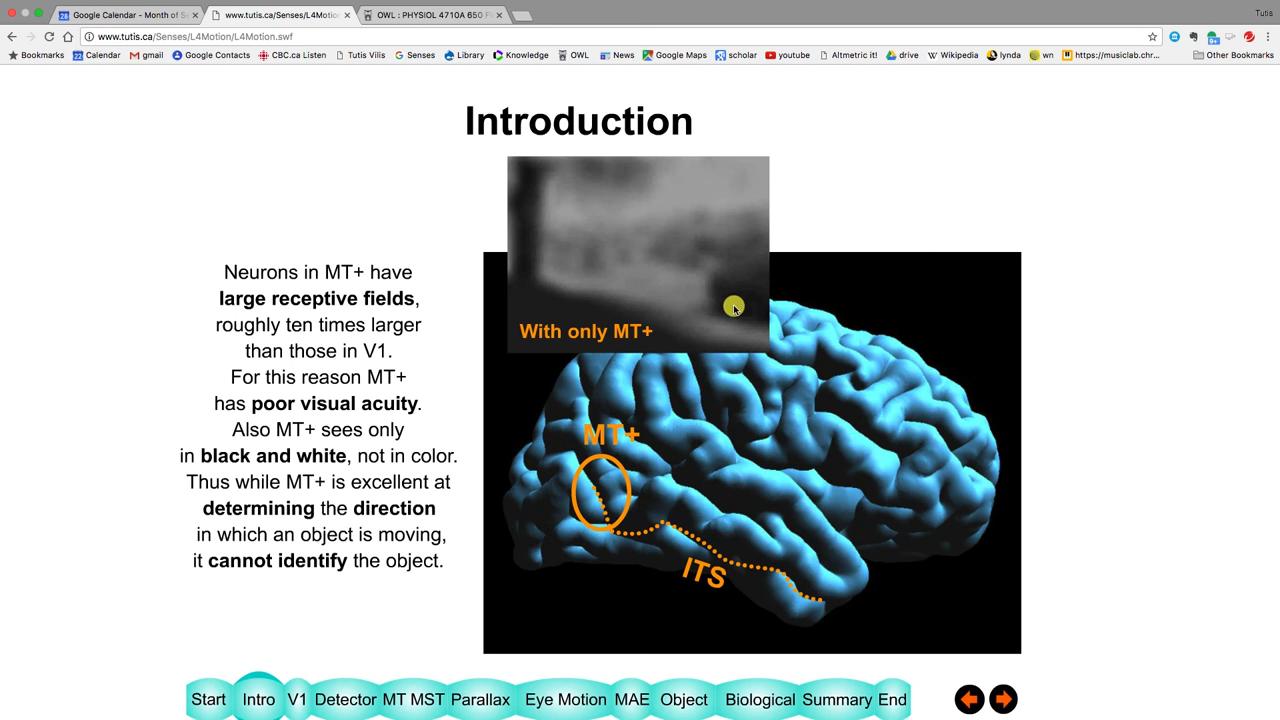 Google Calendar - Month of S
www.tutis.ca/Senses/L4Motio
OWL : PHYSIOL 4710A 650 F
Tutis
www.tutis.ca/Senses/L4Motion/L4Motion.swf
Bookmarks
Calendar
gmail
Google Contacts
CBC.ca Listen
Tutis Vilis
Senses
Library
Knowledge
OWL
News
Google Maps
scholar
youtube
Altmetric it!
drive
Wikipedia
lynda
wn
https://musiclab.chr...
Other Bookmarks
Introduction
With only MT+
Neurons in MT+ have
large receptive fields,
roughly ten times larger
than those in V1.
For this reason MT+
has poor visual acuity.
Also MT+ sees only
in black and white, not in color.
Thus while MT+ is excellent at
determining the direction
in which an object is moving,
it cannot identify the object.
MT+
ITS
Start Intro V1 Detector MT MST Parallax Eye Motion MAE Object Biological Summary End